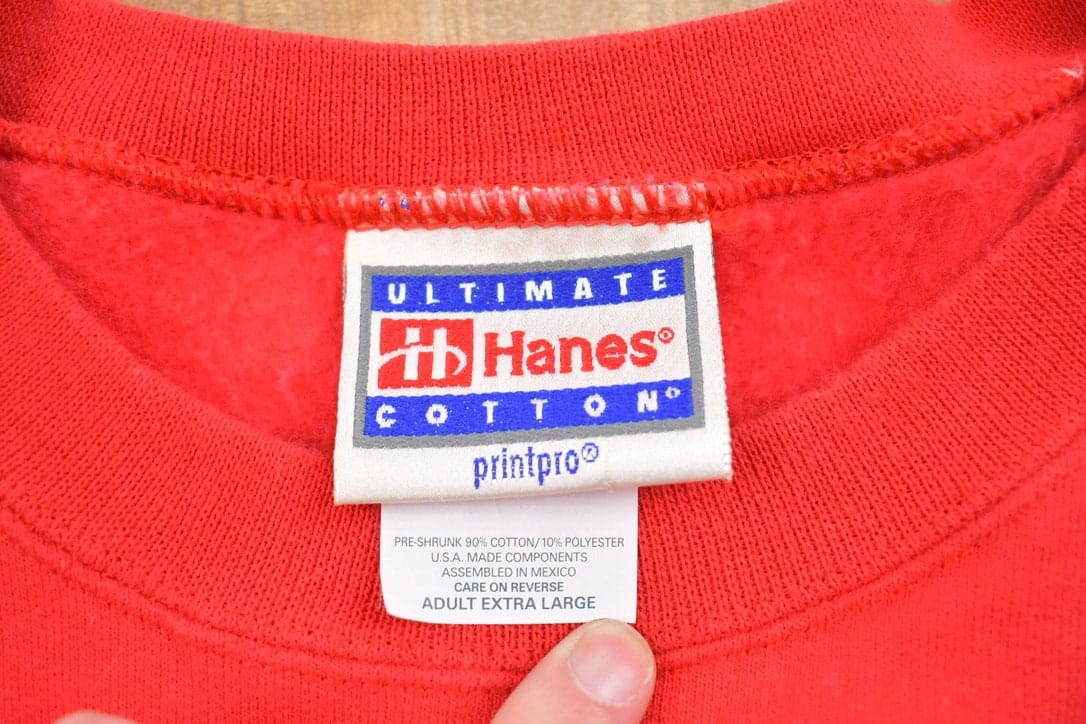 ULTIMATE
Hanes®
COTTON®
printpro®
PRE-SHRUNK 90% COTTON/10% POLYESTER
U.S.A. MADE COMPONENTS
ASSEMBLED IN MEXICO
CARE ON REVERSE
ADULT EXTRA LARGE